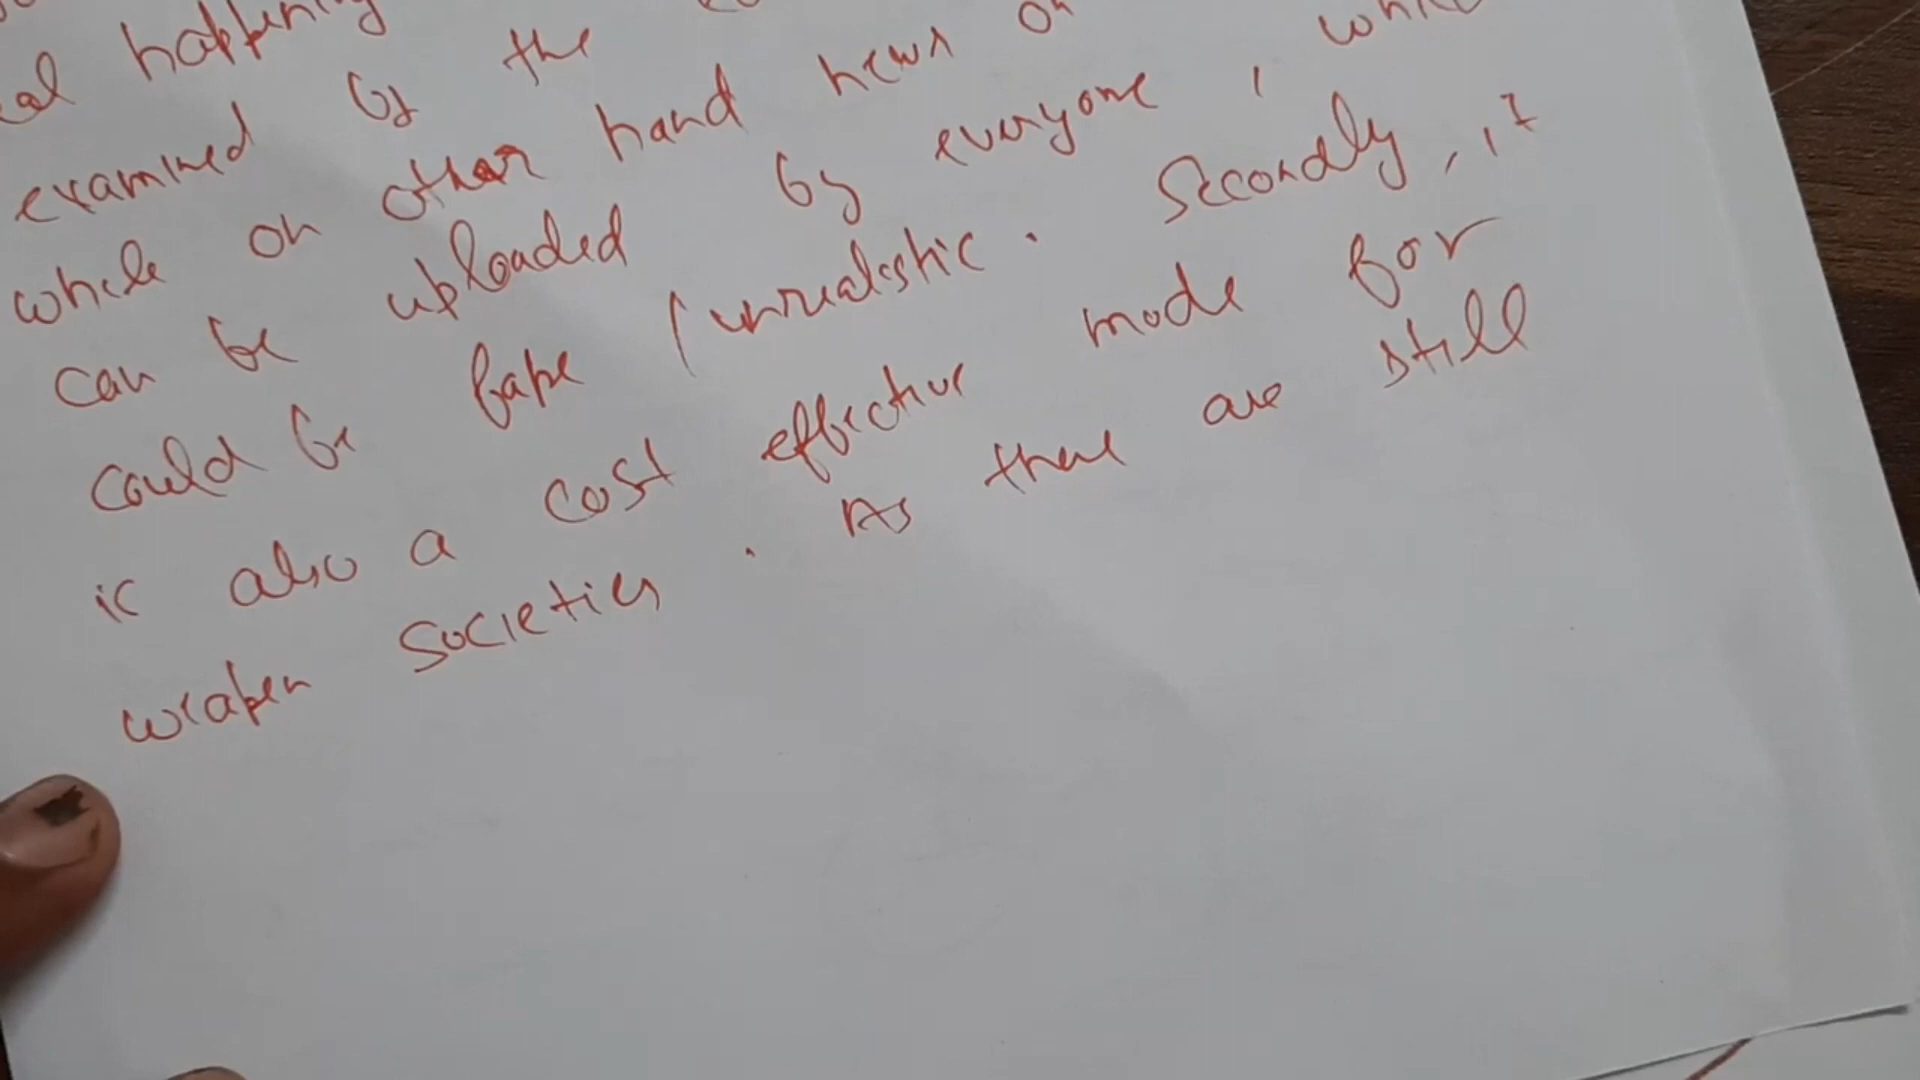 happening
examined by the
while on other hand news on
can be uploaded by everyone, which
could be fake / unrealistic. Secondly, it
is also a cost effective mode for
weaken societies. As there are still